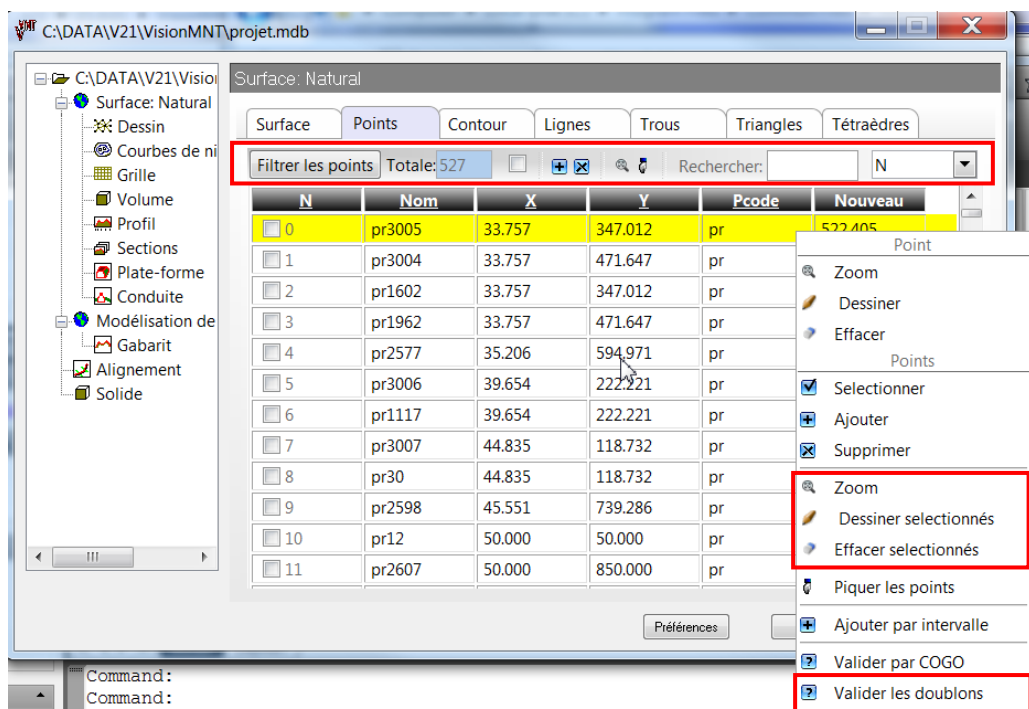 C:\DATA\V21\VisionMNT\projet.mdb
C:\DATA\V21\Visio
Surface: Natural
Dessin
Courbes de ni
Grille
Volume
Profil
Sections
Plate-forme
Conduite
Modélisation de
Gabarit
Alignement
Solide
Surface: Natural
Surface Points Contour Lignes Trous Triangles Tétraèdres
Filtrer les points Totale: 527 Rechercher: N
N Nom X Y Pcode Nouveau
0 pr3005 33.757 347.012 pr 522.405
1 pr3004 33.757 471.647 pr
2 pr1602 33.757 347.012 pr
3 pr1962 33.757 471.647 pr
4 pr2577 35.206 594.971 pr
5 pr3006 39.654 222.221 pr
6 pr1117 39.654 222.221 pr
7 pr3007 44.835 118.732 pr
8 pr30 44.835 118.732 pr
9 pr2598 45.551 739.286 pr
10 pr12 50.000 50.000 pr
11 pr2607 50.000 850.000 pr
Préférences
Point
Zoom
Dessiner
Effacer
Points
Selectionner
Ajouter
Supprimer
Zoom
Dessiner selectionnés
Effacer selectionnés
Piquer les points
Ajouter par intervalle
Valider par COGO
Valider les doublons
Command:
Command: